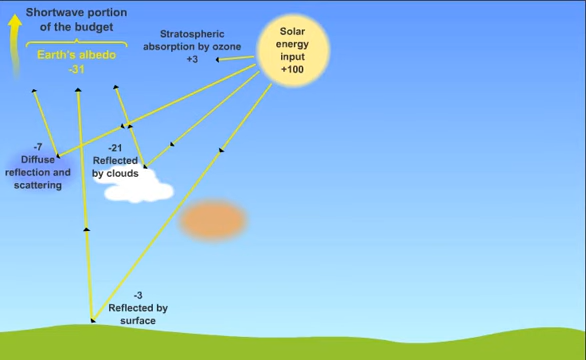 Shortwave portion
of the budget
Earth's albedo
-31
Stratospheric
absorption by ozone
+3
Solar
energy
input
+100
-7
Diffuse
reflection and
scattering
-21
Reflected
by clouds
-3
Reflected by
surface